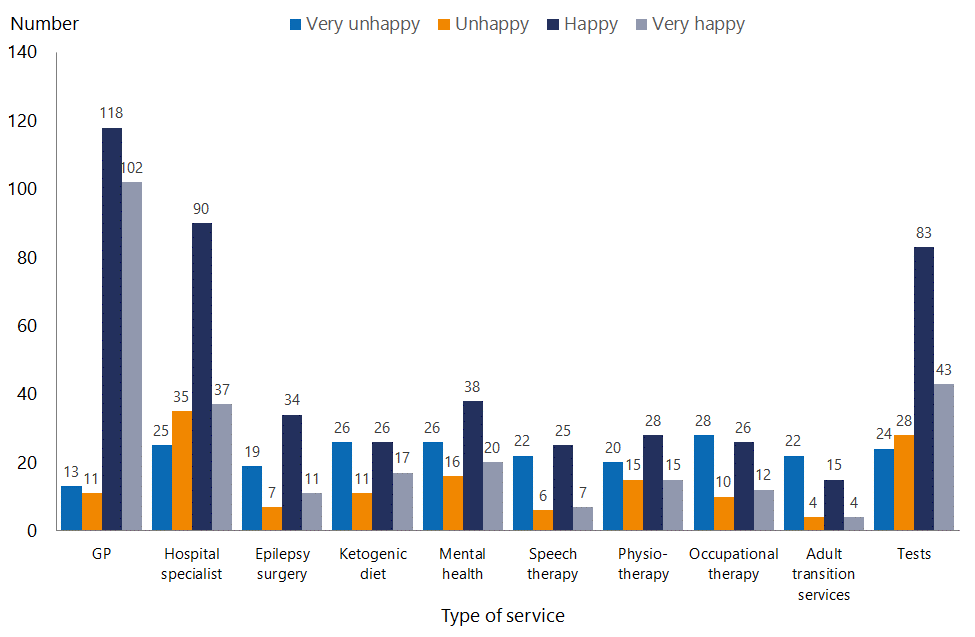 Number
Very unhappy Unhappy Happy Very happy
140
120
100
80
60
40
20
0
13 11 118 102
25 35 90 37
19 7 34 11
26 11 26 17
26 16 38 20
22 6 25 7
20 15 28 15
28 10 26 12
22 4 15 4
24 28 83 43
GP
Hospital
specialist
Epilepsy
surgery
Ketogenic
diet
Mental
health
Speech
therapy
Physio-
therapy
Occupational
therapy
Adult
transition
services
Tests
Type of service